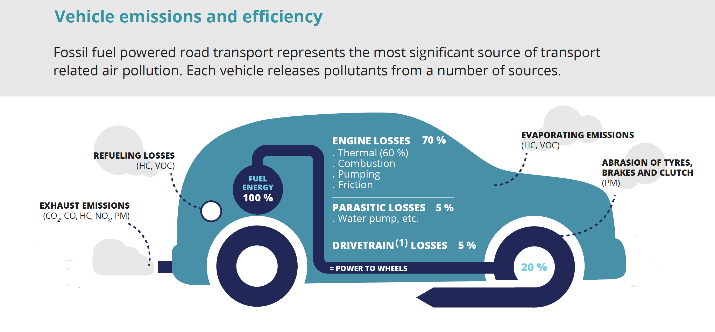 Vehicle emissions and efficiency
Fossil fuel powered road transport represents the most significant source of transport
related air pollution. Each vehicle releases pollutants from a number of sources.
ENGINE LOSSES 70 %
. Thermal (60 %)
. Combustion
. Pumping
. Friction
PARASITIC LOSSES 5 %
. Water pump, etc.
DRIVETRAIN(1) LOSSES 5 %
= POWER TO WHEELS
20 %
FUEL
ENERGY
100 %
REFUELING LOSSES
(HC, VOC)
EXHAUST EMISSIONS
(CO2, CO, HC, NOx, PM)
EVAPORATING EMISSIONS
(HC, VOC)
ABRASION OF TYRES,
BRAKES AND CLUTCH
(PM)